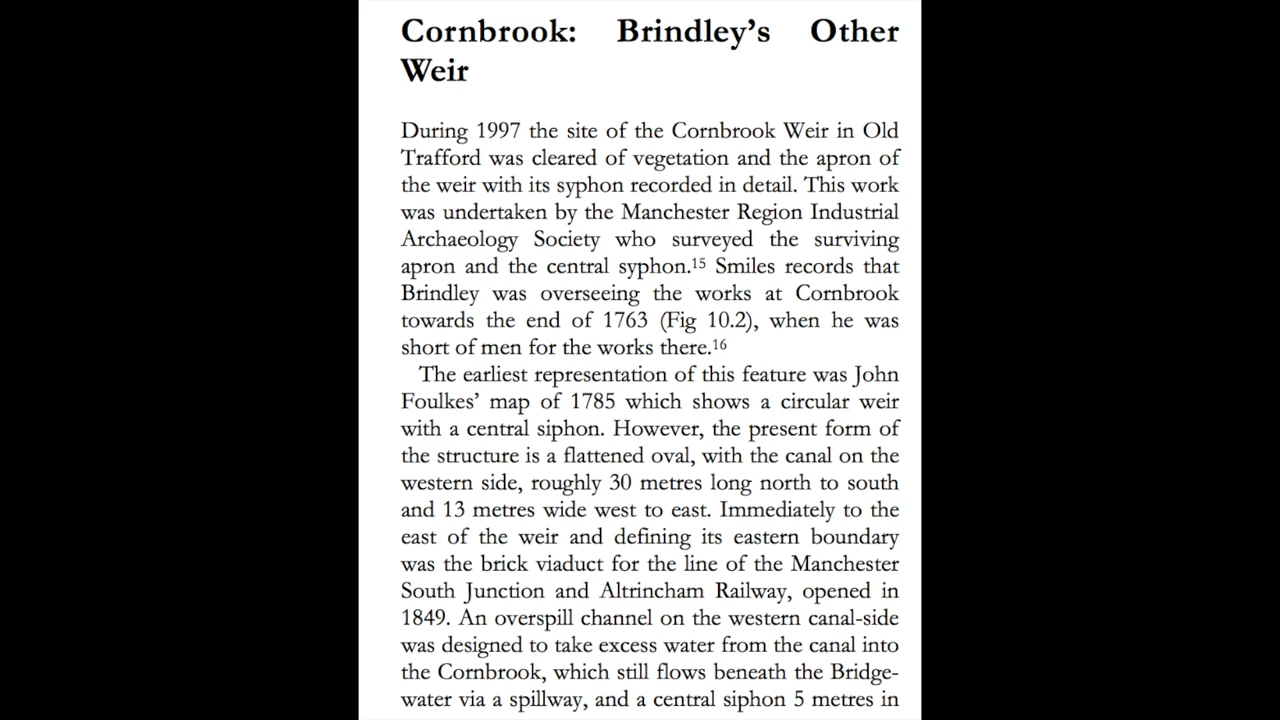 Cornbrook: Brindley’s Other
Weir
During 1997 the site of the Cornbrook Weir in Old
Trafford was cleared of vegetation and the apron of
the weir with its syphon recorded in detail. This work
was undertaken by the Manchester Region Industrial
Archaeology Society who surveyed the surviving
apron and the central syphon.¹⁵ Smiles records that
Brindley was overseeing the works at Cornbrook
towards the end of 1763 (Fig 10.2), when he was
short of men for the works there.¹⁶
The earliest representation of this feature was John
Foulkes’ map of 1785 which shows a circular weir
with a central siphon. However, the present form of
the structure is a flattened oval, with the canal on the
western side, roughly 30 metres long north to south
and 13 metres wide west to east. Immediately to the
east of the weir and defining its eastern boundary
was the brick viaduct for the line of the Manchester
South Junction and Altrincham Railway, opened in
1849. An overspill channel on the western canal-side
was designed to take excess water from the canal into
the Cornbrook, which still flows beneath the Bridge-
water via a spillway, and a central siphon 5 metres in